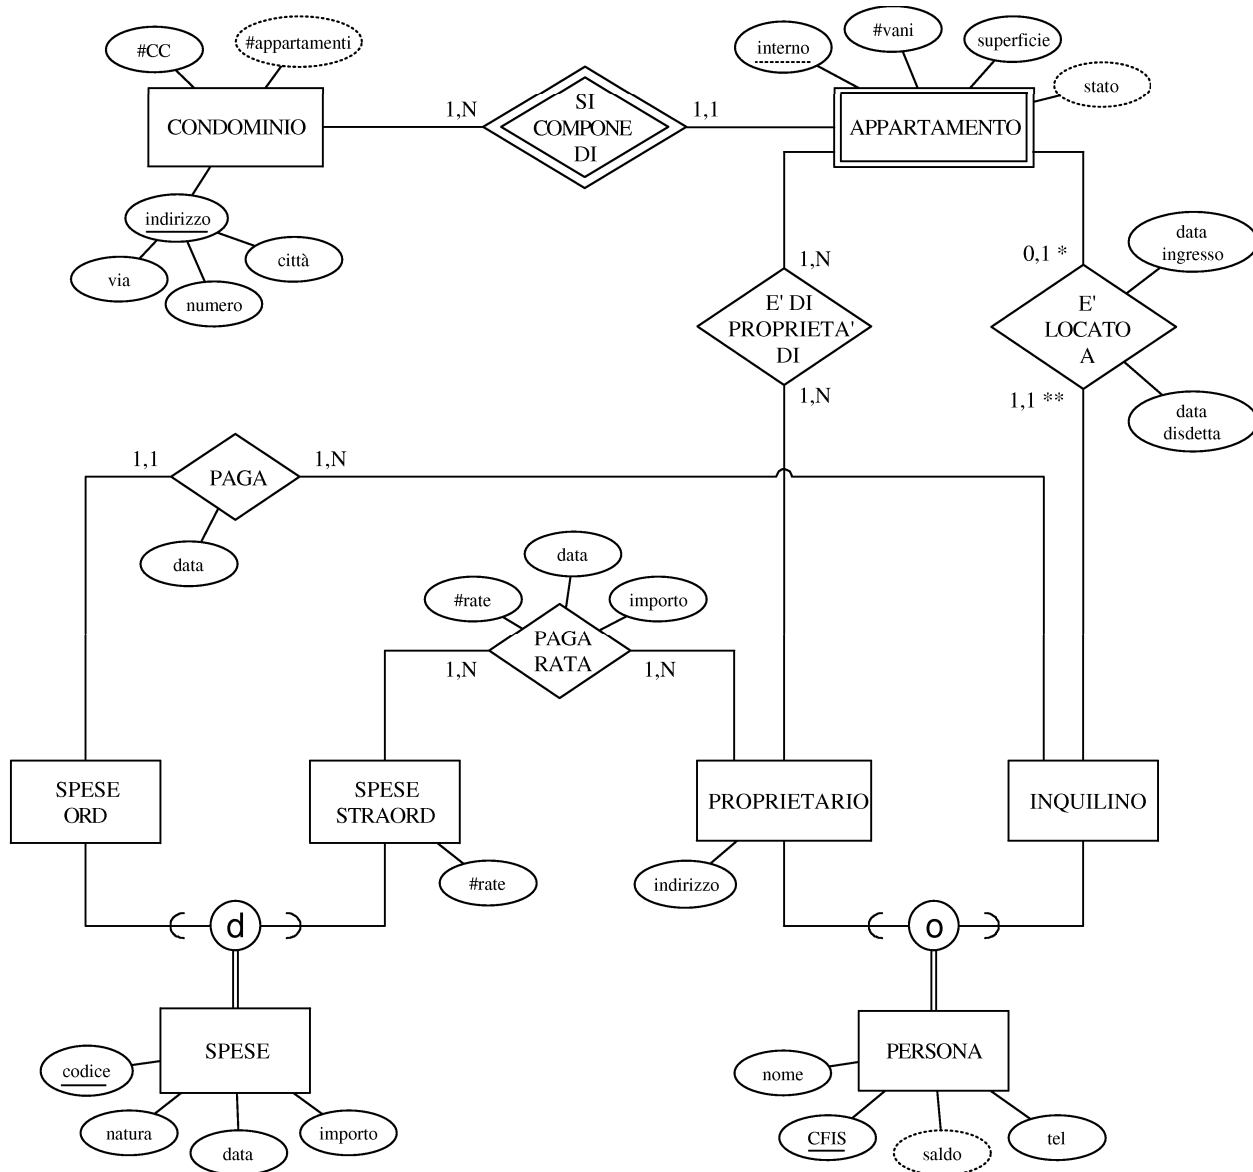 #CC
#appartamenti
interno
#vani
superficie
stato
CONDOMINIO
1,N
SI
COMPONE
DI
1,1
APPARTAMENTO
indirizzo
via
numero
città
1,N
E' DI
PROPRIETA'
DI
1,N
0,1 *
data
ingresso
E'
LOCATO
A
1,1 **
data
disdetta
1,1
PAGA
1,N
data
#rate
data
importo
PAGA
RATA
1,N
1,N
SPESE
ORD
SPESE
STRAORD
PROPRIETARIO
INQUILINO
#rate
indirizzo
d
o
SPESE
PERSONA
codice
natura
data
importo
nome
CFIS
saldo
tel